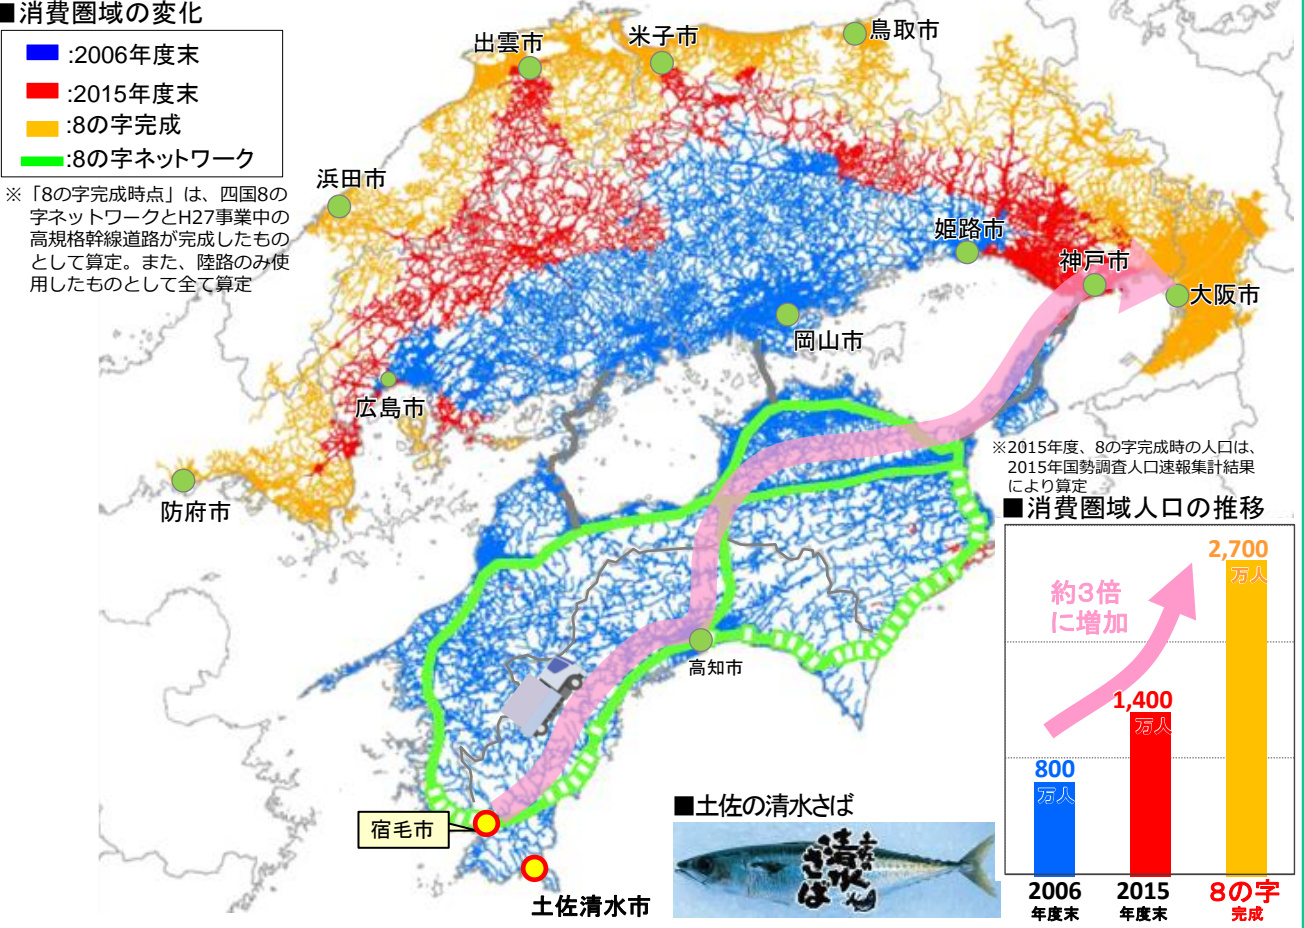 ■消費圏域の変化
:2006年度末
:2015年度末
:8の字完成
:8の字ネットワーク
※「8の字完成時点」は、四国8の
字ネットワークとH27事業中の
高規格幹線道路が完成したもの
として算定。また、陸路のみ使
用したものとして全て算定
出雲市
米子市
鳥取市
浜田市
姫路市
神戸市
大阪市
岡山市
広島市
防府市
高知市
宿毛市
土佐清水市
※2015年度、8の字完成時の人口は、
2015年国勢調査人口速報集計結果
により算定
■消費圏域人口の推移
2,700
万人
約3倍
に増加
1,400
万人
800
万人
2006
年度末
2015
年度末
8の字
完成
■土佐の清水さば
土佐の
清水
さば